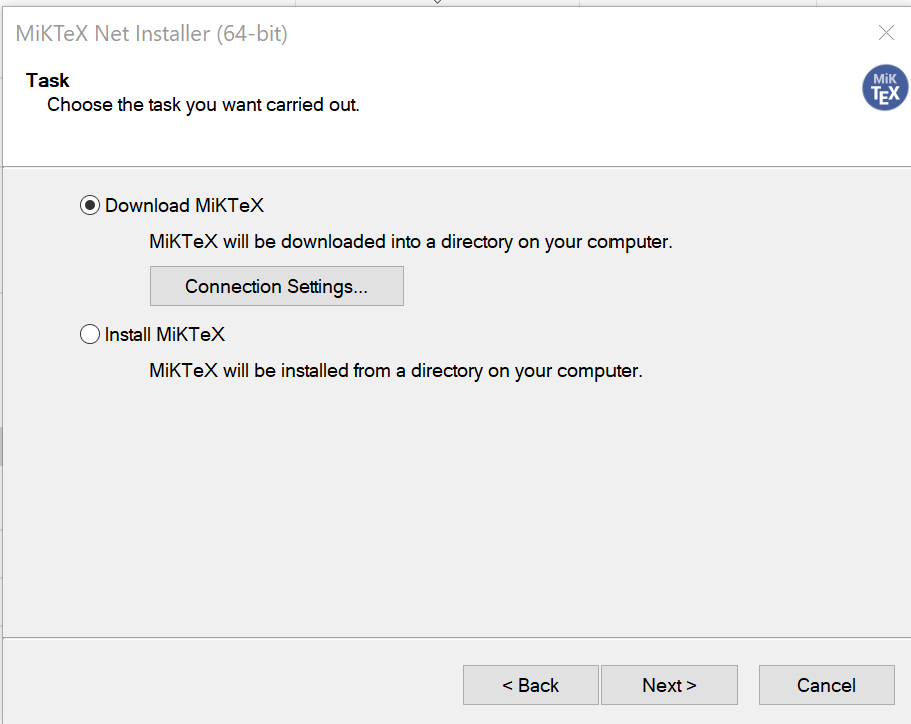 MiKTeX Net Installer (64-bit)
Task
Choose the task you want carried out.
MiK
TEX
Download MiKTeX
MiKTeX will be downloaded into a directory on your computer.
Connection Settings...
Install MiKTeX
MiKTeX will be installed from a directory on your computer.
< Back
Next >
Cancel